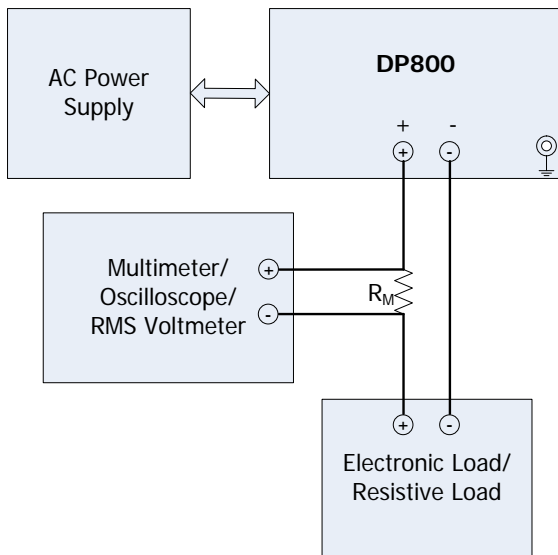 AC Power
Supply
DP800
+ -
+ -
Multimeter/
Oscilloscope/
RMS Voltmeter
+
-
RM
+ -
Electronic Load/
Resistive Load